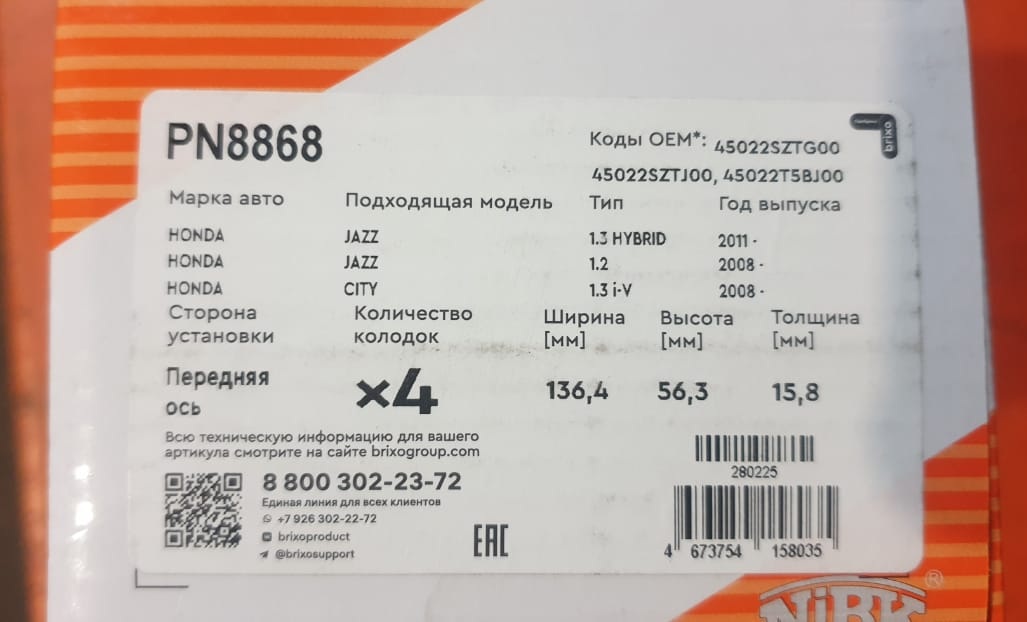 PN8868
Коды OEM*: 45022SZTG00
45022SZTJ00, 45022T5BJ00
brixo
Марка авто Подходящая модель Тип Год выпуска
HONDA JAZZ 1.3 HYBRID 2011 -
HONDA JAZZ 1.2 2008 -
HONDA CITY 1.3 i-V 2008 -
Сторона Количество Ширина Высота Толщина
установки колодок [мм] [мм] [мм]
Передняя
ось ×4 136,4 56,3 15,8
Всю техническую информацию для вашего
артикула смотрите на сайте brixogroup.com
280225
8 800 302-23-72
Единая линия для всех клиентов
+7 926 302-22-72
brixoproduct
@brixosupport
EAC
4 673754 158035
NiBK ®